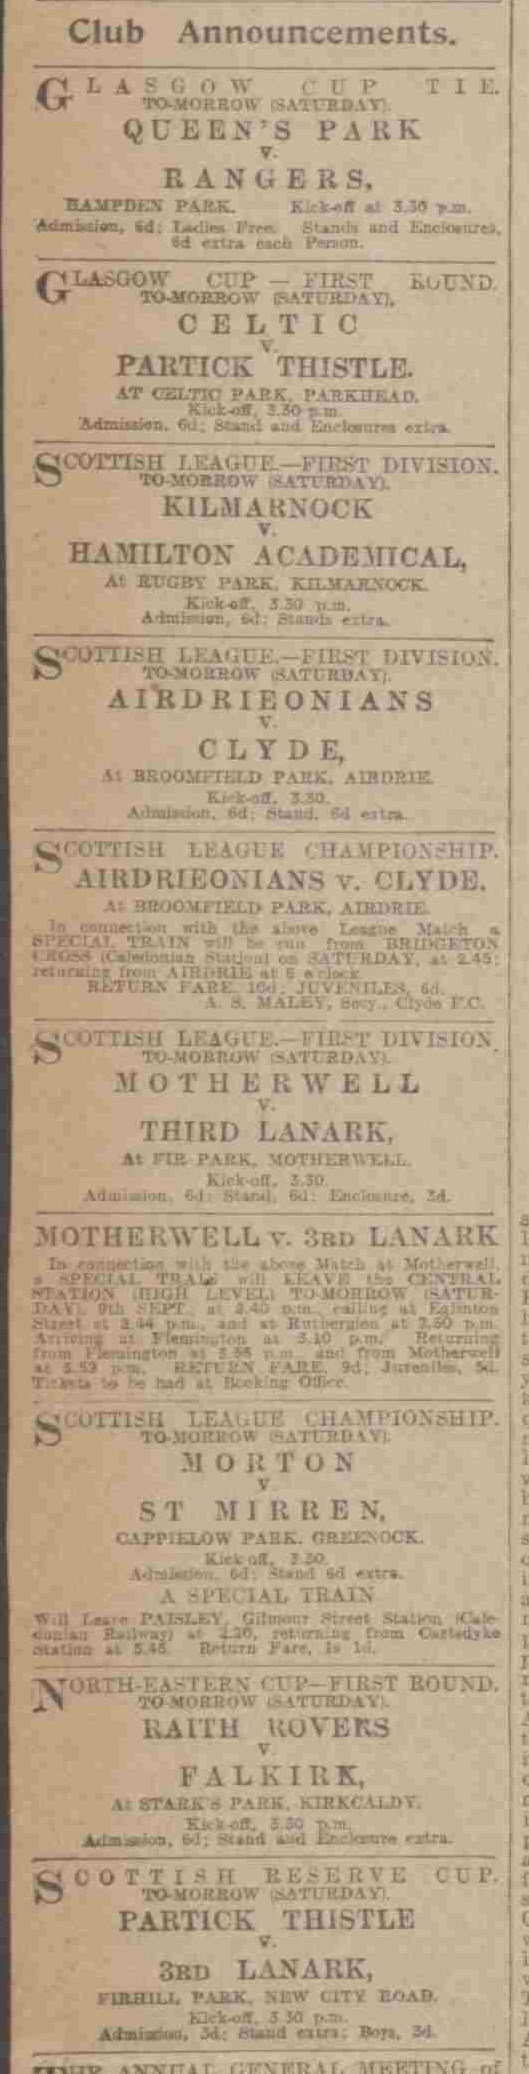 Club Announcements.
GLASGOW CUP TIE.
TO-MORROW (SATURDAY).
QUEEN'S PARK
v.
RANGERS,
HAMPDEN PARK. Kick-off at 3.30 p.m.
Admission, 6d; Ladies Free. Stands and Enclosures,
6d extra each Person.
GLASGOW CUP — FIRST ROUND.
TO-MORROW (SATURDAY),
CELTIC
v.
PARTICK THISTLE.
AT CELTIC PARK, PARKHEAD.
Kick-off, 3.30 p.m.
Admission, 6d; Stand and Enclosures extra.
SCOTTISH LEAGUE.—FIRST DIVISION.
TO-MORROW (SATURDAY).
KILMARNOCK
v.
HAMILTON ACADEMICAL,
At RUGBY PARK, KILMARNOCK.
Kick-off, 3.30 p.m.
Admission, 6d; Stands extra.
SCOTTISH LEAGUE.—FIRST DIVISION.
TO-MORROW (SATURDAY).
AIRDRIEONIANS
v.
CLYDE,
At BROOMFIELD PARK, AIRDRIE.
Kick-off, 3.30.
Admission, 6d; Stand, 6d extra.
SCOTTISH LEAGUE CHAMPIONSHIP.
AIRDRIEONIANS v. CLYDE.
At BROOMFIELD PARK, AIRDRIE.
In connection with the above League Match a
SPECIAL TRAIN will be run from BRIDGETON
CROSS (Caledonian Station) on SATURDAY, at 2.45;
returning from AIRDRIE at 6 o'clock.
RETURN FARE, 10d; JUVENILES, 6d.
A. S. MALEY, Secy., Clyde F.C.
SCOTTISH LEAGUE.—FIRST DIVISION
TO-MORROW (SATURDAY).
MOTHERWELL
v.
THIRD LANARK,
At FIR PARK, MOTHERWELL.
Kick-off, 3.30.
Admission, 6d; Stand, 6d; Enclosure, 3d.
MOTHERWELL v. 3RD LANARK
In connection with the above Match at Motherwell,
a SPECIAL TRAIN will LEAVE the CENTRAL
STATION (HIGH LEVEL) TO-MORROW (SATUR-
DAY), 9th SEPT., at 2.40 p.m., calling at Eglinton
Street at 2.44 p.m., and at Rutherglen at 2.50 p.m.
Arriving at Flemington at 3.10 p.m. Returning
from Flemington at 5.55 p.m. and from Motherwell
at 5.59 p.m. RETURN FARE, 9d; Juveniles, 5d.
Tickets to be had at Booking Office.
SCOTTISH LEAGUE CHAMPIONSHIP.
TO-MORROW (SATURDAY).
MORTON
v
ST MIRREN,
CAPPIELOW PARK, GREENOCK.
Kick off, 3.30.
Admission, 6d; Stand 6d extra.
A SPECIAL TRAIN
Will Leave PAISLEY, Gilmour Street Station (Cale-
donian Railway) at 2.20, returning from Cartsdyke
Station at 5.45. Return Fare, 1s 1d.
NORTH-EASTERN CUP—FIRST ROUND.
TO-MORROW (SATURDAY).
RAITH ROVERS
v
FALKIRK,
At STARK'S PARK, KIRKCALDY.
Kick-off, 3.30 p.m.
Admission, 6d; Stand and Enclosure extra.
SCOTTISH RESERVE CUP.
TO-MORROW (SATURDAY).
PARTICK THISTLE
v.
3RD LANARK,
FIRHILL PARK, NEW CITY ROAD.
Kick-off, 3.30 p.m.
Admission, 3d; Stand extra; Boys, 3d.
THE ANNUAL GENERAL MEETING of